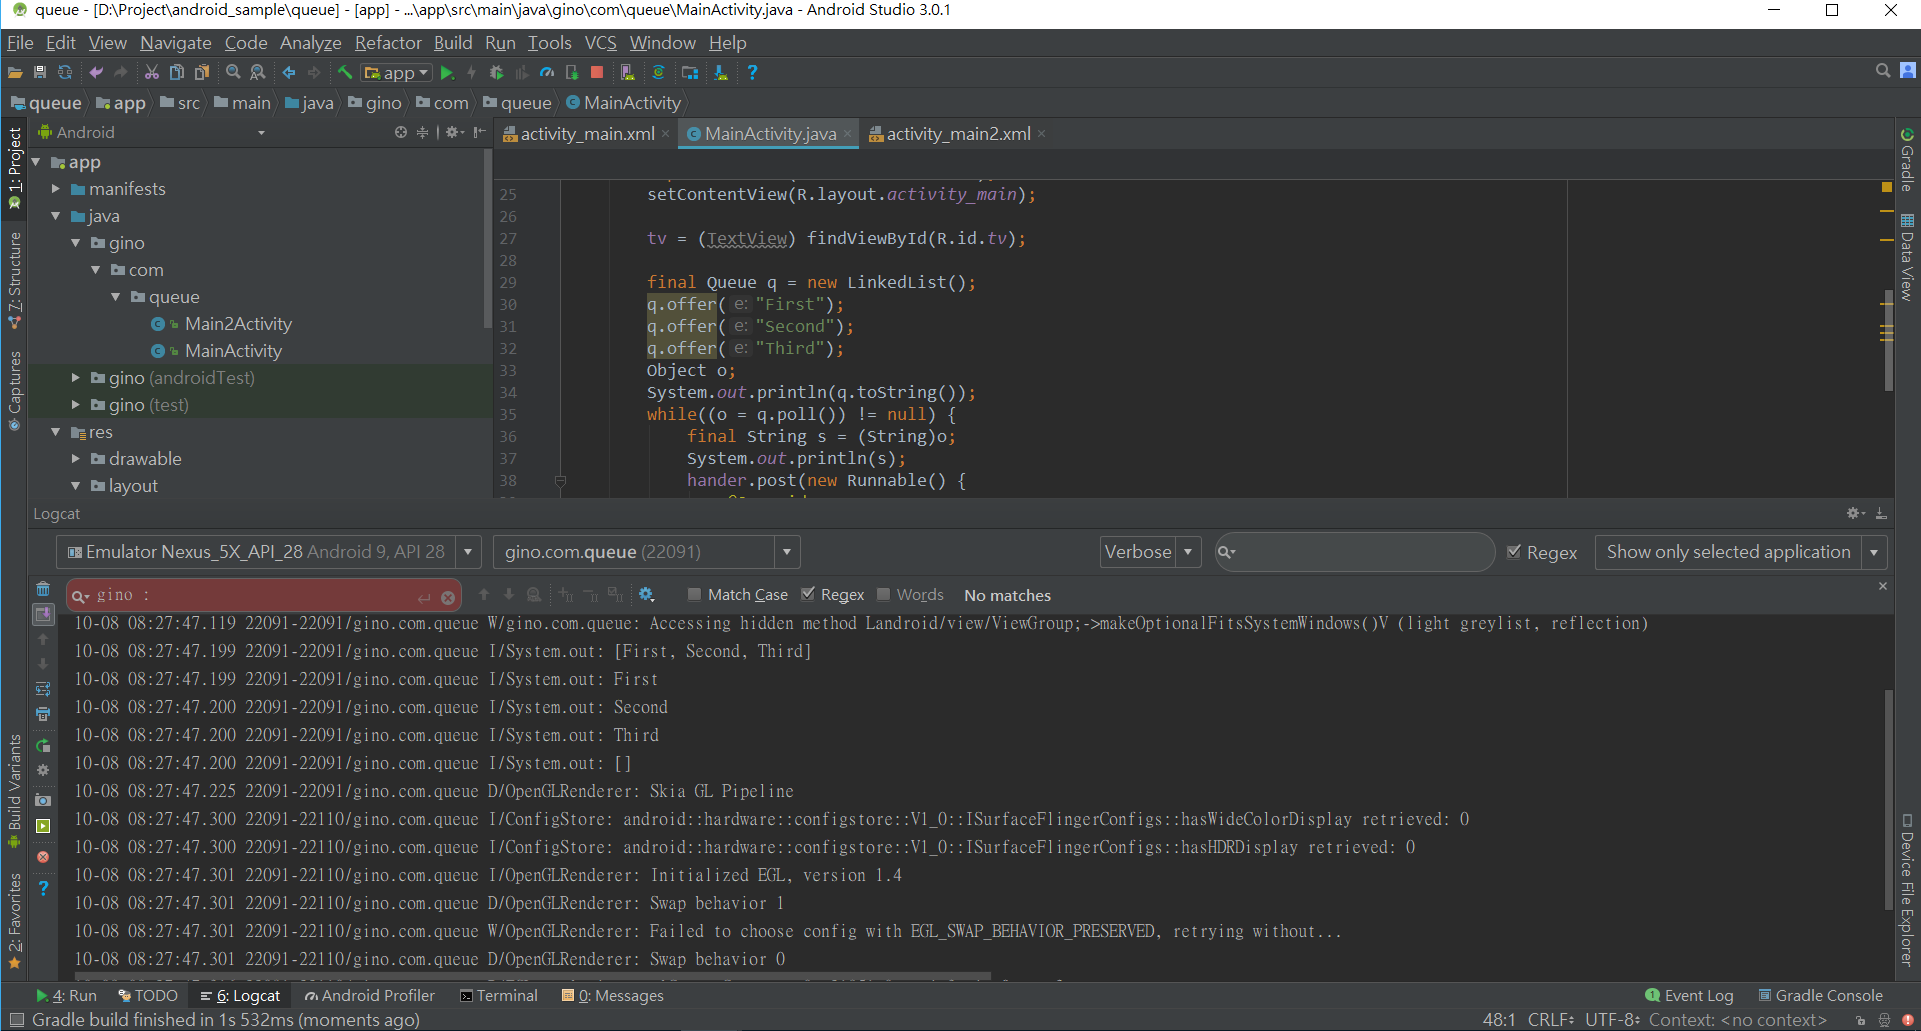 queue - [D:\Project\android_sample\queue] - [app] - ...\app\src\main\java\gino\com\queue\MainActivity.java - Android Studio 3.0.1
File Edit View Navigate Code Analyze Refactor Build Run Tools VCS Window Help
app
queue app src main java gino com queue MainActivity
1: Project
Z: Structure
Captures
Build Variants
2: Favorites
Android
app
manifests
java
gino
com
queue
Main2Activity
MainActivity
gino (androidTest)
gino (test)
res
drawable
layout
activity_main.xml MainActivity.java activity_main2.xml
25 setContentView(R.layout.activity_main);
26
27 tv = (TextView) findViewById(R.id.tv);
28
29 final Queue q = new LinkedList();
30 q.offer( e: "First");
31 q.offer( e: "Second");
32 q.offer( e: "Third");
33 Object o;
34 System.out.println(q.toString());
35 while((o = q.poll()) != null) {
36 final String s = (String)o;
37 System.out.println(s);
38 hander.post(new Runnable() {
Gradle
Data View
Device File Explorer
Logcat
Emulator Nexus_5X_API_28 Android 9, API 28 gino.com.queue (22091) Verbose Regex Show only selected application
gino : Match Case Regex Words No matches
10-08 08:27:47.119 22091-22091/gino.com.queue W/gino.com.queue: Accessing hidden method Landroid/view/ViewGroup;->makeOptionalFitsSystemWindows()V (light greylist, reflection)
10-08 08:27:47.199 22091-22091/gino.com.queue I/System.out: [First, Second, Third]
10-08 08:27:47.199 22091-22091/gino.com.queue I/System.out: First
10-08 08:27:47.200 22091-22091/gino.com.queue I/System.out: Second
10-08 08:27:47.200 22091-22091/gino.com.queue I/System.out: Third
10-08 08:27:47.200 22091-22091/gino.com.queue I/System.out: []
10-08 08:27:47.225 22091-22091/gino.com.queue D/OpenGLRenderer: Skia GL Pipeline
10-08 08:27:47.300 22091-22110/gino.com.queue I/ConfigStore: android::hardware::configstore::V1_0::ISurfaceFlingerConfigs::hasWideColorDisplay retrieved: 0
10-08 08:27:47.300 22091-22110/gino.com.queue I/ConfigStore: android::hardware::configstore::V1_0::ISurfaceFlingerConfigs::hasHDRDisplay retrieved: 0
10-08 08:27:47.301 22091-22110/gino.com.queue I/OpenGLRenderer: Initialized EGL, version 1.4
10-08 08:27:47.301 22091-22110/gino.com.queue D/OpenGLRenderer: Swap behavior 1
10-08 08:27:47.301 22091-22110/gino.com.queue W/OpenGLRenderer: Failed to choose config with EGL_SWAP_BEHAVIOR_PRESERVED, retrying without...
10-08 08:27:47.301 22091-22110/gino.com.queue D/OpenGLRenderer: Swap behavior 0
4: Run TODO 6: Logcat Android Profiler Terminal 0: Messages 1 Event Log Gradle Console
Gradle build finished in 1s 532ms (moments ago) 48:1 CRLF UTF-8 Context: <no context>